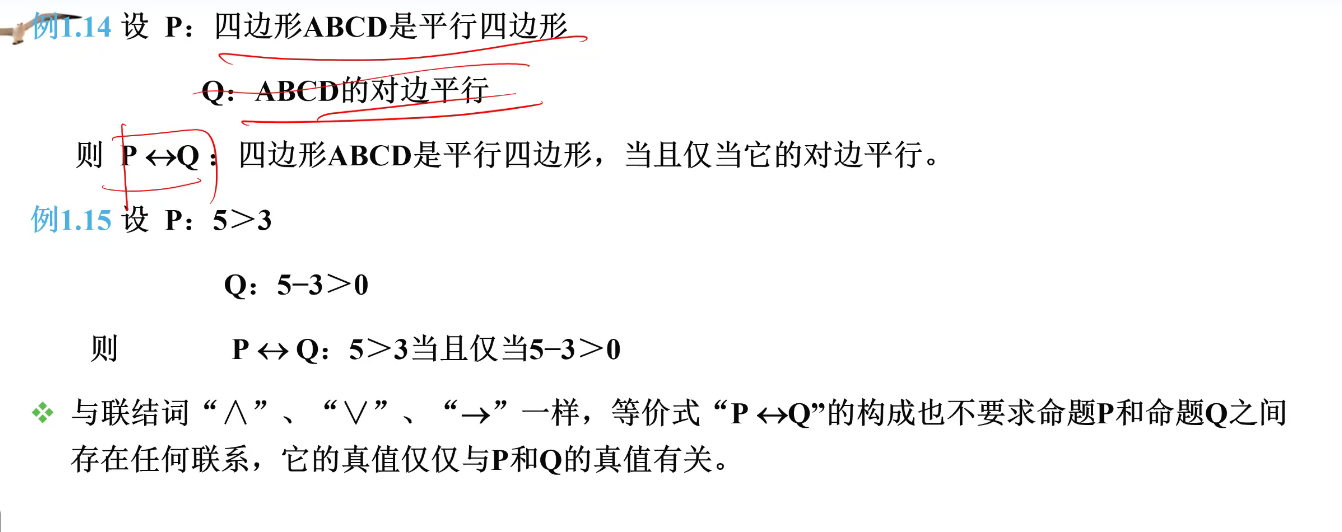 例1.14 设 P：四边形ABCD是平行四边形
Q：ABCD的对边平行
则 P↔Q：四边形ABCD是平行四边形，当且仅当它的对边平行。
例1.15 设 P：5＞3
Q：5−3＞0
则 P↔Q：5＞3当且仅当5−3＞0
❖ 与联结词“∧”、“∨”、“→”一样，等价式“P↔Q”的构成也不要求命题P和命题Q之间
存在任何联系，它的真值仅仅与P和Q的真值有关。